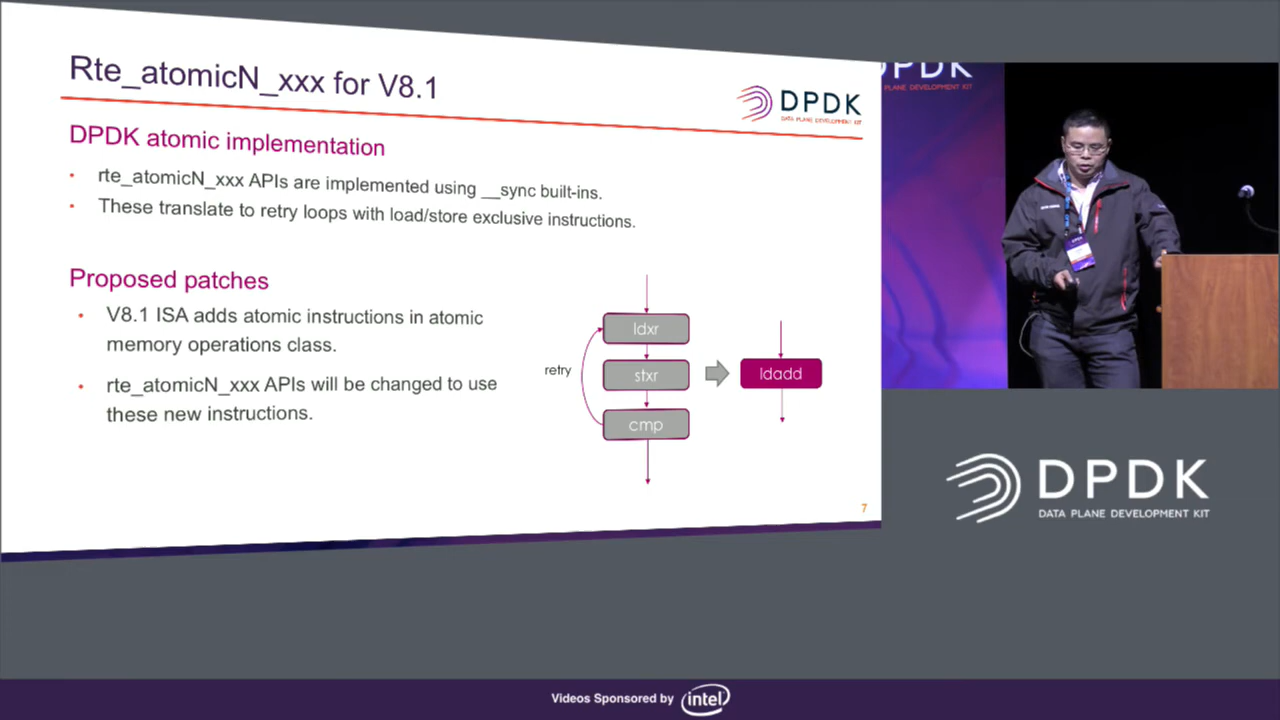 Rte_atomicN_xxx for V8.1
DPDK
DATA PLANE DEVELOPMENT KIT
DPDK atomic implementation
• rte_atomicN_xxx APIs are implemented using __sync built-ins.
• These translate to retry loops with load/store exclusive instructions.
Proposed patches
• V8.1 ISA adds atomic instructions in atomic
memory operations class.
• rte_atomicN_xxx APIs will be changed to use
these new instructions.
ldxr
retry
stxr
ldadd
cmp
7
DPDK
PLANE DEVELOPMENT KIT
DPDK
DATA PLANE DEVELOPMENT KIT
Videos Sponsored by
intel